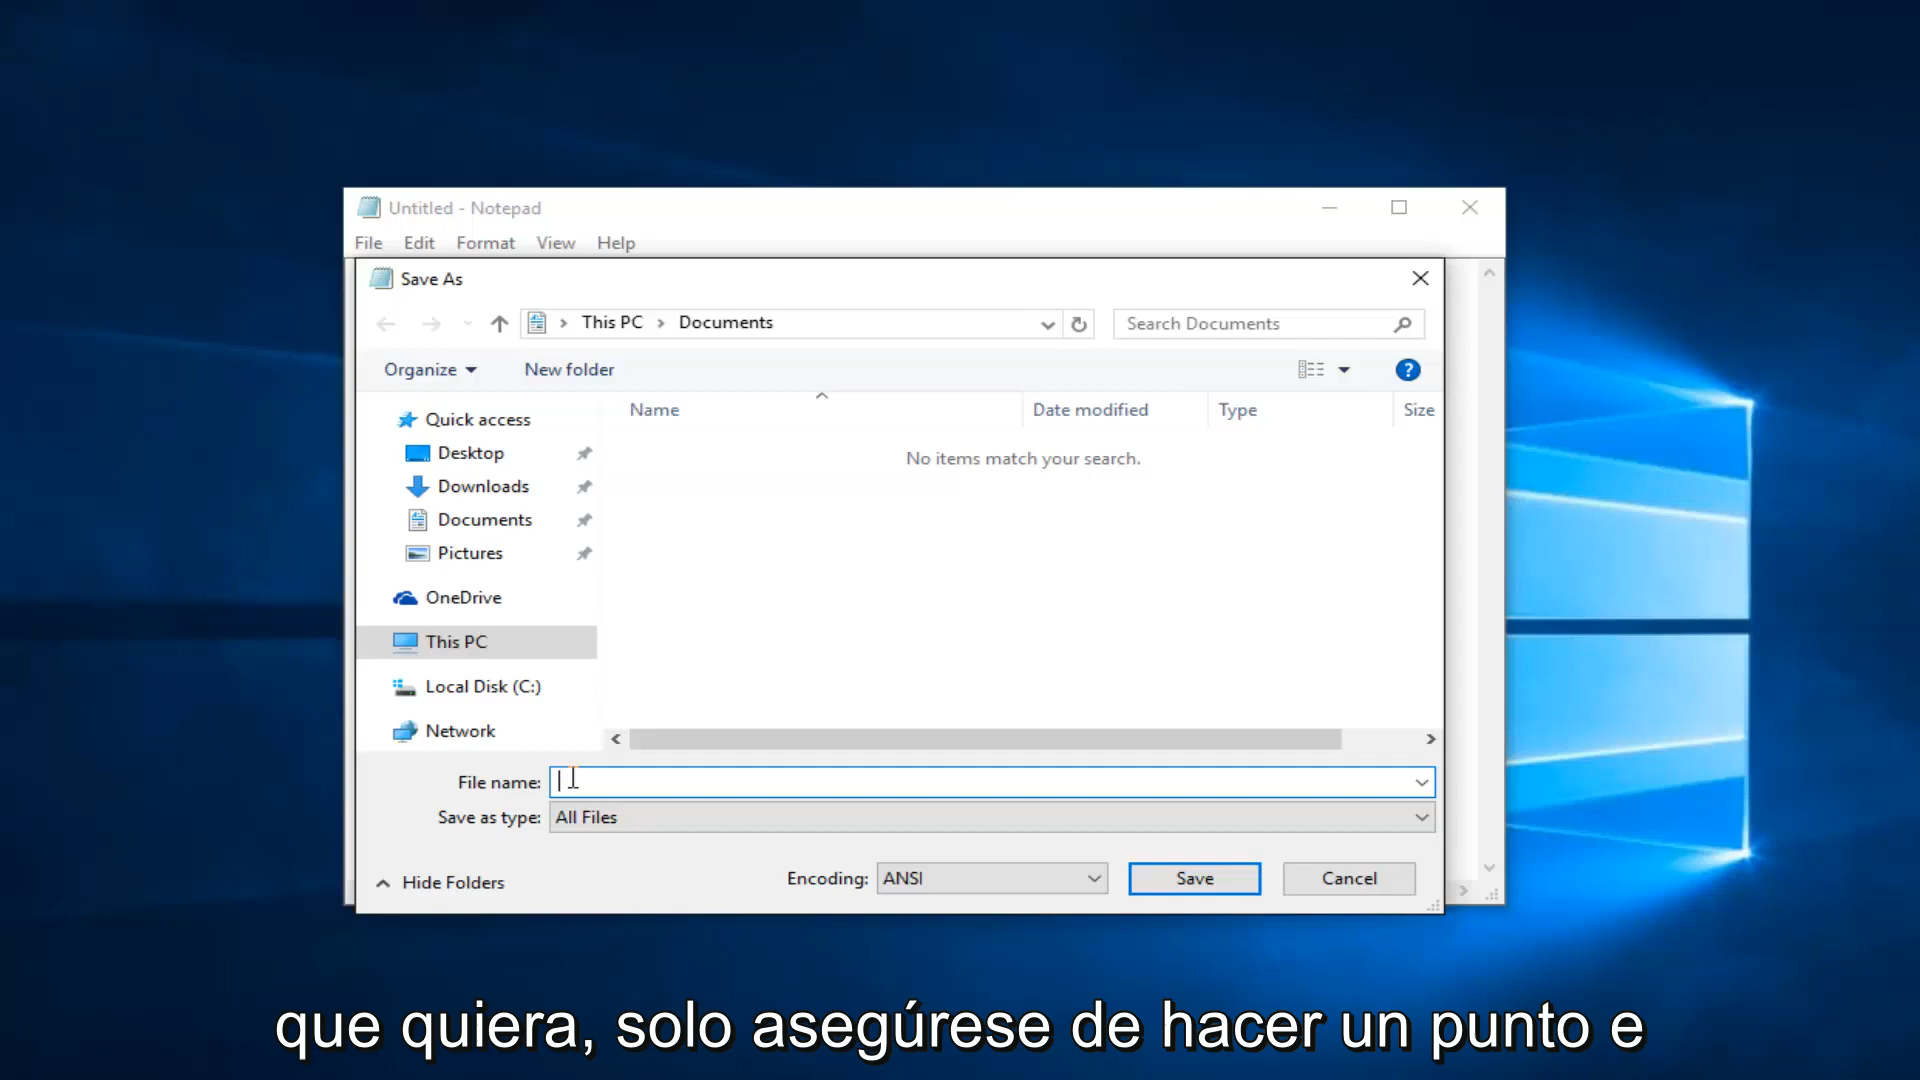 Untitled - Notepad
File Edit Format View Help
Save As
This PC > Documents
Search Documents
Organize
New folder
?
Name
Date modified
Type
Size
No items match your search.
Quick access
Desktop
Downloads
Documents
Pictures
OneDrive
This PC
Local Disk (C:)
Network
File name:
Save as type: All Files
Hide Folders
Encoding: ANSI
Save
Cancel
que quiera, solo asegúrese de hacer un punto e